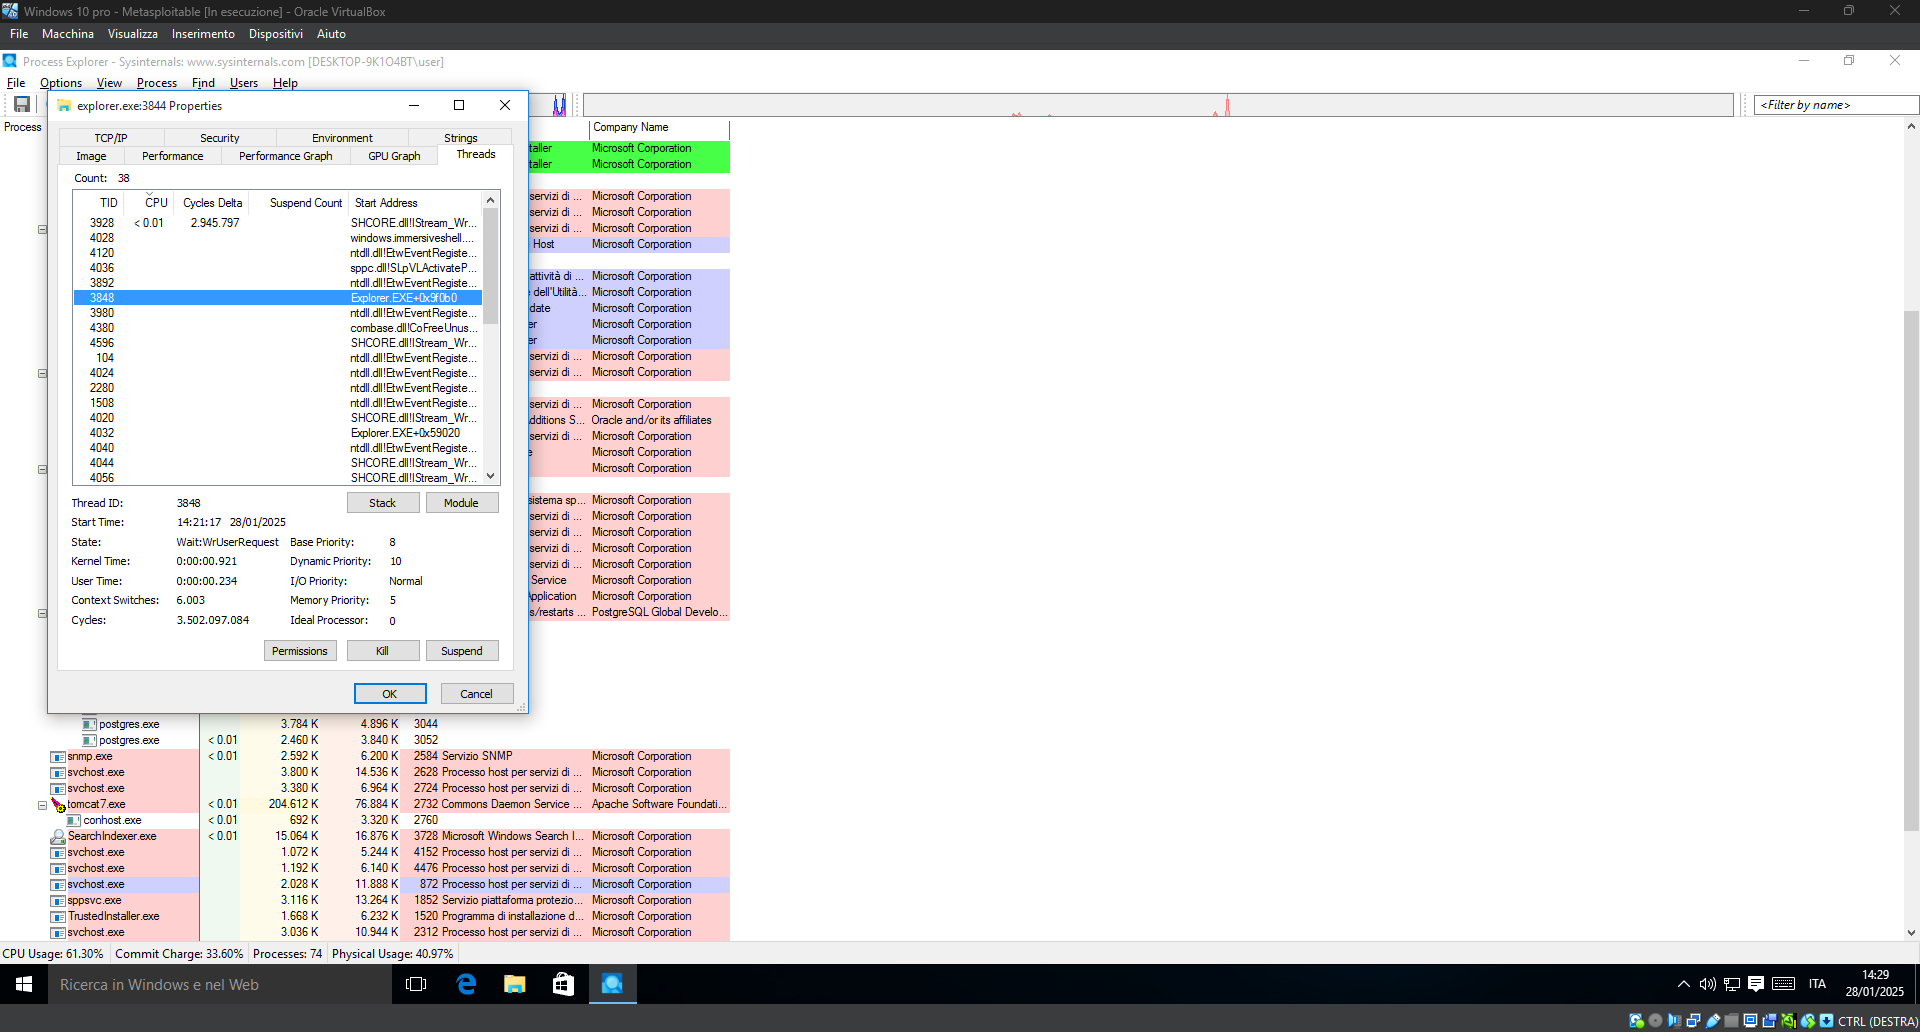 Windows 10 pro - Metasploitable [In esecuzione] - Oracle VirtualBox
File Macchina Visualizza Inserimento Dispositivi Aiuto
Process Explorer - Sysinternals: www.sysinternals.com [DESKTOP-9K1O4BT\user]
File Options View Process Find Users Help
<Filter by name>
explorer.exe:3844 Properties
TCP/IP Security Environment Strings
Image Performance Performance Graph GPU Graph Threads
Count: 38
TID CPU Cycles Delta Suspend Count Start Address
3928 < 0.01 2.945.797 SHCORE.dll!IStream_Wr...
4028 windows.immersiveshell....
4120 ntdll.dll!EtwEventRegiste...
4036 sppc.dll!SLpVLActivateP...
3892 ntdll.dll!EtwEventRegiste...
3848 Explorer.EXE+0x9f0b0
3980 ntdll.dll!EtwEventRegiste...
4380 combase.dll!CoFreeUnus...
4596 SHCORE.dll!IStream_Wr...
104 ntdll.dll!EtwEventRegiste...
4024 ntdll.dll!EtwEventRegiste...
2280 ntdll.dll!EtwEventRegiste...
1508 ntdll.dll!EtwEventRegiste...
4020 SHCORE.dll!IStream_Wr...
4032 Explorer.EXE+0x59020
4040 ntdll.dll!EtwEventRegiste...
4044 SHCORE.dll!IStream_Wr...
4056 SHCORE.dll!IStream_Wr...
Thread ID: 3848 Stack Module
Start Time: 14:21:17 28/01/2025
State: Wait:WrUserRequest Base Priority: 8
Kernel Time: 0:00:00.921 Dynamic Priority: 10
User Time: 0:00:00.234 I/O Priority: Normal
Context Switches: 6.003 Memory Priority: 5
Cycles: 3.502.097.084 Ideal Processor: 0
Permissions Kill Suspend
OK Cancel
Process Company Name
taller Microsoft Corporation
taller Microsoft Corporation
servizi di ... Microsoft Corporation
servizi di ... Microsoft Corporation
servizi di ... Microsoft Corporation
Host Microsoft Corporation
attività di ... Microsoft Corporation
dell'Utilità... Microsoft Corporation
date Microsoft Corporation
er Microsoft Corporation
er Microsoft Corporation
servizi di ... Microsoft Corporation
servizi di ... Microsoft Corporation
servizi di ... Microsoft Corporation
dditions S... Oracle and/or its affiliates
servizi di ... Microsoft Corporation
e Microsoft Corporation
Microsoft Corporation
sistema sp... Microsoft Corporation
servizi di ... Microsoft Corporation
servizi di ... Microsoft Corporation
servizi di ... Microsoft Corporation
servizi di ... Microsoft Corporation
Service Microsoft Corporation
Application Microsoft Corporation
s/restarts ... PostgreSQL Global Develo...
postgres.exe 3.784 K 4.896 K 3044
postgres.exe < 0.01 2.460 K 3.840 K 3052
snmp.exe < 0.01 2.592 K 6.200 K 2584 Servizio SNMP Microsoft Corporation
svchost.exe 3.800 K 14.536 K 2628 Processo host per servizi di ... Microsoft Corporation
svchost.exe 3.380 K 6.964 K 2724 Processo host per servizi di ... Microsoft Corporation
tomcat7.exe < 0.01 204.612 K 76.884 K 2732 Commons Daemon Service ... Apache Software Foundati...
conhost.exe < 0.01 692 K 3.320 K 2760
SearchIndexer.exe < 0.01 15.064 K 16.876 K 3728 Microsoft Windows Search I... Microsoft Corporation
svchost.exe 1.072 K 5.244 K 4152 Processo host per servizi di ... Microsoft Corporation
svchost.exe 1.192 K 6.140 K 4476 Processo host per servizi di ... Microsoft Corporation
svchost.exe 2.028 K 11.888 K 872 Processo host per servizi di ... Microsoft Corporation
sppsvc.exe 3.116 K 13.264 K 1852 Servizio piattaforma protezio... Microsoft Corporation
TrustedInstaller.exe 1.668 K 6.232 K 1520 Programma di installazione d... Microsoft Corporation
svchost.exe 3.036 K 10.944 K 2312 Processo host per servizi di ... Microsoft Corporation
CPU Usage: 61.30% Commit Charge: 33.60% Processes: 74 Physical Usage: 40.97%
Ricerca in Windows e nel Web
ITA
14:29
28/01/2025
CTRL (DESTRA)